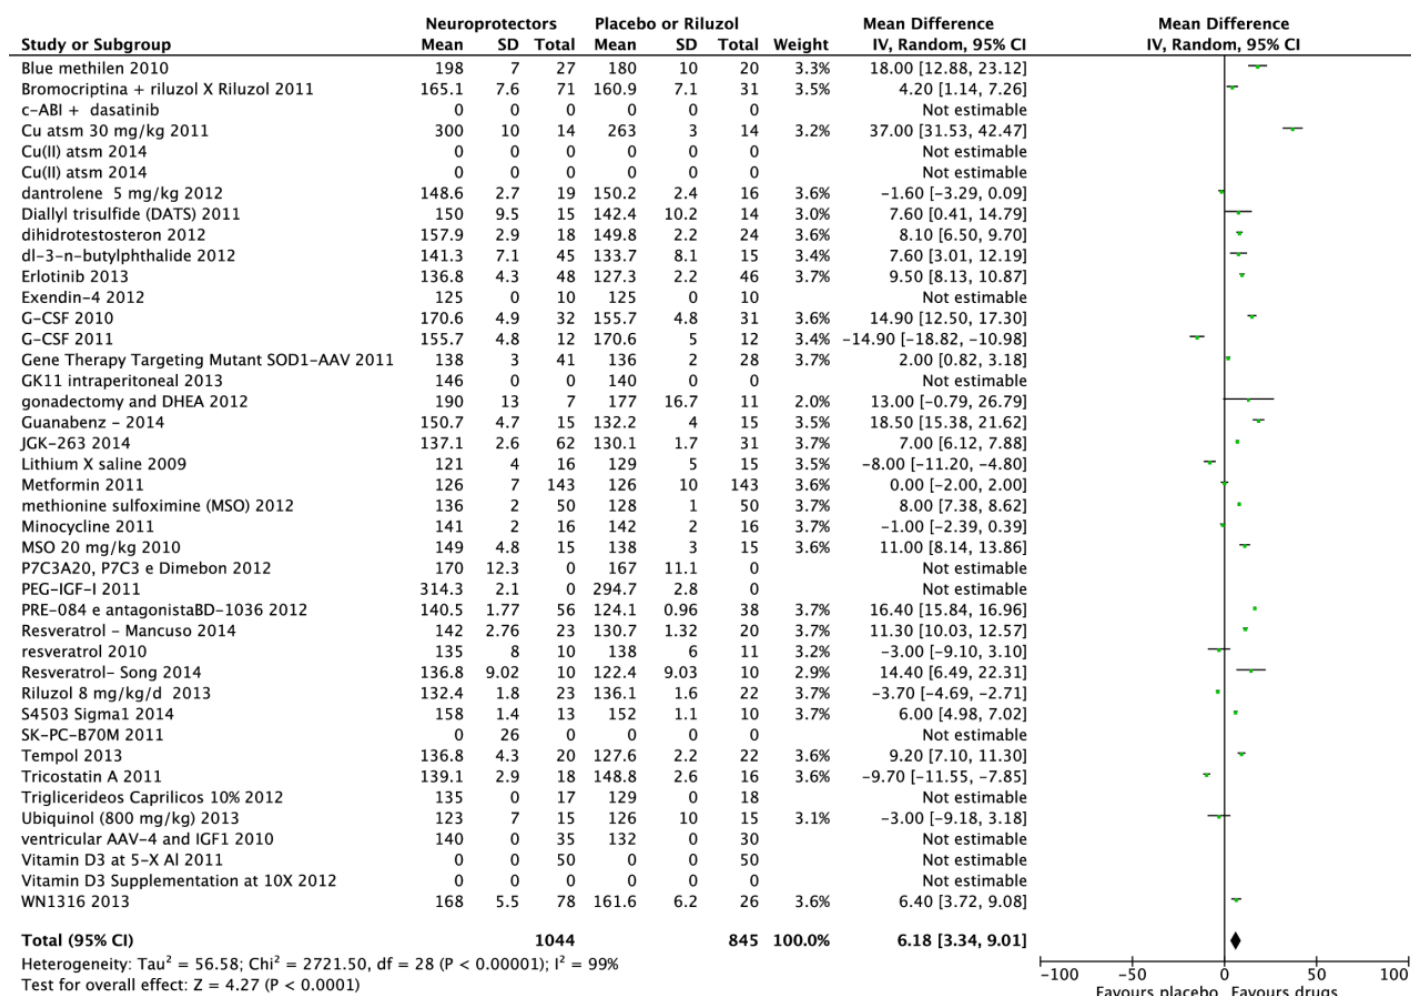 Neuroprotectors Placebo or Riluzol Mean Difference Mean Difference
Study or Subgroup Mean SD Total Mean SD Total Weight IV, Random, 95% CI IV, Random, 95% CI
Blue methilen 2010 198 7 27 180 10 20 3.3% 18.00 [12.88, 23.12]
Bromocriptina + riluzol X Riluzol 2011 165.1 7.6 71 160.9 7.1 31 3.5% 4.20 [1.14, 7.26]
c-ABI + dasatinib 0 0 0 0 0 0 Not estimable
Cu atsm 30 mg/kg 2011 300 10 14 263 3 14 3.2% 37.00 [31.53, 42.47]
Cu(II) atsm 2014 0 0 0 0 0 0 Not estimable
Cu(II) atsm 2014 0 0 0 0 0 0 Not estimable
dantrolene 5 mg/kg 2012 148.6 2.7 19 150.2 2.4 16 3.6% -1.60 [-3.29, 0.09]
Diallyl trisulfide (DATS) 2011 150 9.5 15 142.4 10.2 14 3.0% 7.60 [0.41, 14.79]
dihidrotestosteron 2012 157.9 2.9 18 149.8 2.2 24 3.6% 8.10 [6.50, 9.70]
dl-3-n-butylphthalide 2012 141.3 7.1 45 133.7 8.1 15 3.4% 7.60 [3.01, 12.19]
Erlotinib 2013 136.8 4.3 48 127.3 2.2 46 3.7% 9.50 [8.13, 10.87]
Exendin-4 2012 125 0 10 125 0 10 Not estimable
G-CSF 2010 170.6 4.9 32 155.7 4.8 31 3.6% 14.90 [12.50, 17.30]
G-CSF 2011 155.7 4.8 12 170.6 5 12 3.4% -14.90 [-18.82, -10.98]
Gene Therapy Targeting Mutant SOD1-AAV 2011 138 3 41 136 2 28 3.7% 2.00 [0.82, 3.18]
GK11 intraperitoneal 2013 146 0 0 140 0 0 Not estimable
gonadectomy and DHEA 2012 190 13 7 177 16.7 11 2.0% 13.00 [-0.79, 26.79]
Guanabenz - 2014 150.7 4.7 15 132.2 4 15 3.5% 18.50 [15.38, 21.62]
JGK-263 2014 137.1 2.6 62 130.1 1.7 31 3.7% 7.00 [6.12, 7.88]
Lithium X saline 2009 121 4 16 129 5 15 3.5% -8.00 [-11.20, -4.80]
Metformin 2011 126 7 143 126 10 143 3.6% 0.00 [-2.00, 2.00]
methionine sulfoximine (MSO) 2012 136 2 50 128 1 50 3.7% 8.00 [7.38, 8.62]
Minocycline 2011 141 2 16 142 2 16 3.7% -1.00 [-2.39, 0.39]
MSO 20 mg/kg 2010 149 4.8 15 138 3 15 3.6% 11.00 [8.14, 13.86]
P7C3A20, P7C3 e Dimebon 2012 170 12.3 0 167 11.1 0 Not estimable
PEG-IGF-I 2011 314.3 2.1 0 294.7 2.8 0 Not estimable
PRE-084 e antagonistaBD-1036 2012 140.5 1.77 56 124.1 0.96 38 3.7% 16.40 [15.84, 16.96]
Resveratrol - Mancuso 2014 142 2.76 23 130.7 1.32 20 3.7% 11.30 [10.03, 12.57]
resveratrol 2010 135 8 10 138 6 11 3.2% -3.00 [-9.10, 3.10]
Resveratrol- Song 2014 136.8 9.02 10 122.4 9.03 10 2.9% 14.40 [6.49, 22.31]
Riluzol 8 mg/kg/d 2013 132.4 1.8 23 136.1 1.6 22 3.7% -3.70 [-4.69, -2.71]
S4503 Sigma1 2014 158 1.4 13 152 1.1 10 3.7% 6.00 [4.98, 7.02]
SK-PC-B70M 2011 0 26 0 0 0 0 Not estimable
Tempol 2013 136.8 4.3 20 127.6 2.2 22 3.6% 9.20 [7.10, 11.30]
Tricostatin A 2011 139.1 2.9 18 148.8 2.6 16 3.6% -9.70 [-11.55, -7.85]
Triglicerideos Caprilicos 10% 2012 135 0 17 129 0 18 Not estimable
Ubiquinol (800 mg/kg) 2013 123 7 15 126 10 15 3.1% -3.00 [-9.18, 3.18]
ventricular AAV-4 and IGF1 2010 140 0 35 132 0 30 Not estimable
Vitamin D3 at 5-X Al 2011 0 0 50 0 0 50 Not estimable
Vitamin D3 Supplementation at 10X 2012 0 0 0 0 0 0 Not estimable
WN1316 2013 168 5.5 78 161.6 6.2 26 3.6% 6.40 [3.72, 9.08]
Total (95% CI) 1044 845 100.0% 6.18 [3.34, 9.01]
Heterogeneity: Tau² = 56.58; Chi² = 2721.50, df = 28 (P < 0.00001); I² = 99%
Test for overall effect: Z = 4.27 (P < 0.0001)
-100 -50 0 50 100
Favours placebo Favours drugs